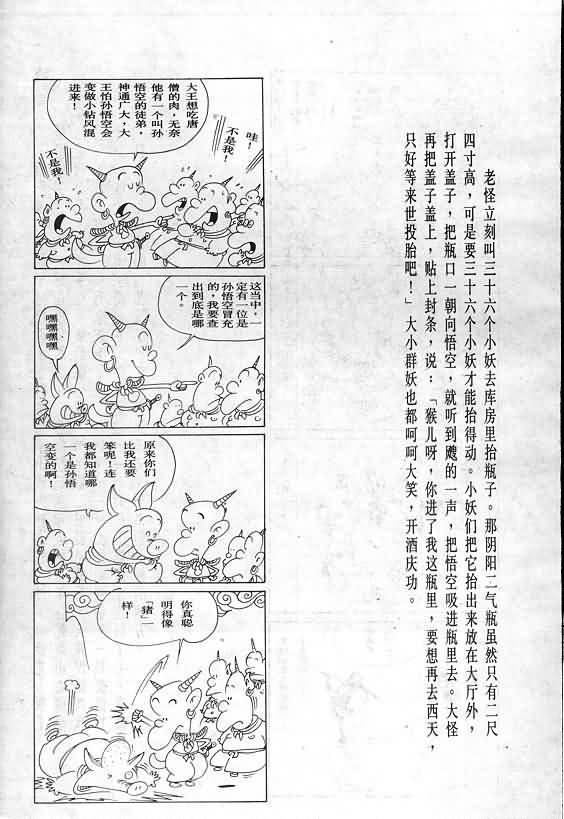 老怪立刻叫三十六个小妖去库房里抬瓶子。那阴阳二气瓶虽然只有二尺
四寸高，可是要三十六个小妖才能抬得动。小妖们把它抬出来放在大厅外，
打开盖子，把瓶口一朝向悟空，就听到飕的一声，把悟空吸进瓶里去。大怪
再把盖子盖上，贴上封条，说：「猴儿呀，你进了我这瓶里，要想再去西天，
只好等来世投胎吧！」大小群妖也都呵呵大笑，开酒庆功。
大王想吃唐
僧的肉，无奈
他有一个叫孙
悟空的徒弟，
神通广大，大
王怕孙悟空会
变做小钻风混
进来！
哇！
不是我！
不是我！
这当中，一
定有一位是
孙悟空冒充
的，我要查
出到底是哪
一个。
嘿嘿嘿嘿
原来你们
比我还要
笨呢！连
我都知道哪
一个是孙悟
空变的啊！
你真聪
明得像
「猪」一
样！